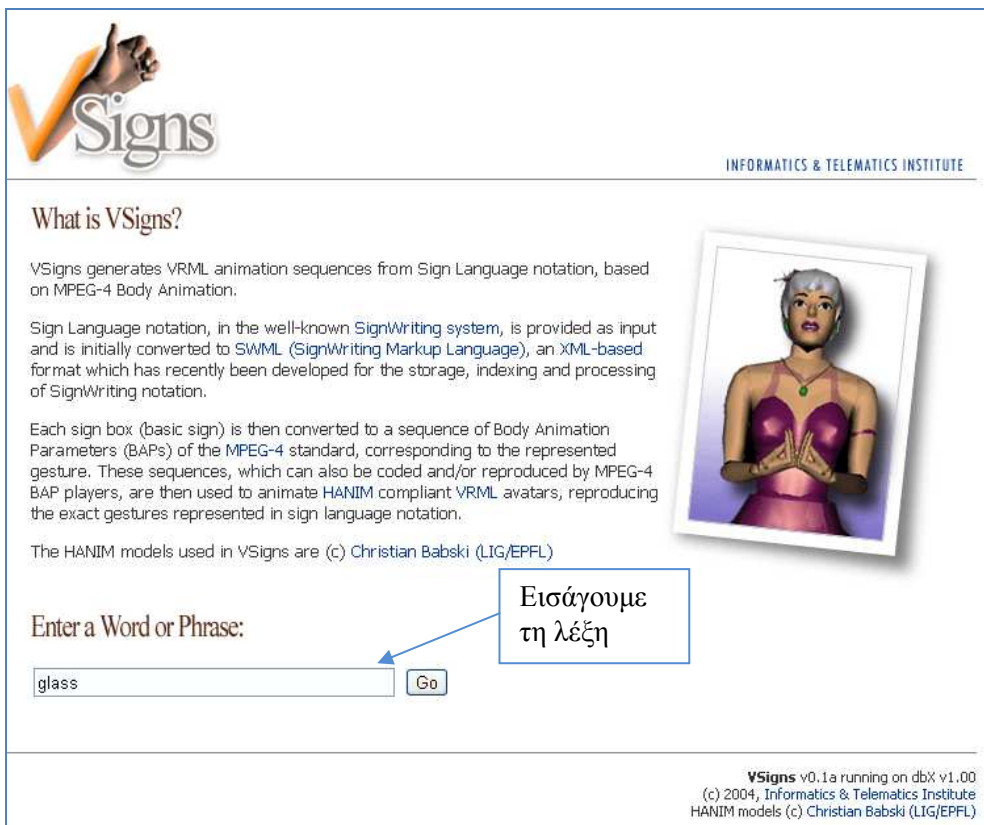 VSigns
INFORMATICS & TELEMATICS INSTITUTE
What is VSigns?
VSigns generates VRML animation sequences from Sign Language notation, based
on MPEG-4 Body Animation.
Sign Language notation, in the well-known SignWriting system, is provided as input
and is initially converted to SWML (SignWriting Markup Language), an XML-based
format which has recently been developed for the storage, indexing and processing
of SignWriting notation.
Each sign box (basic sign) is then converted to a sequence of Body Animation
Parameters (BAPs) of the MPEG-4 standard, corresponding to the represented
gesture. These sequences, which can also be coded and/or reproduced by MPEG-4
BAP players, are then used to animate HANIM compliant VRML avatars, reproducing
the exact gestures represented in sign language notation.
The HANIM models used in VSigns are (c) Christian Babski (LIG/EPFL)
Εισάγουμε
τη λέξη
Enter a Word or Phrase:
glass
Go
VSigns v0.1a running on dbX v1.00
(c) 2004, Informatics & Telematics Institute
HANIM models (c) Christian Babski (LIG/EPFL)